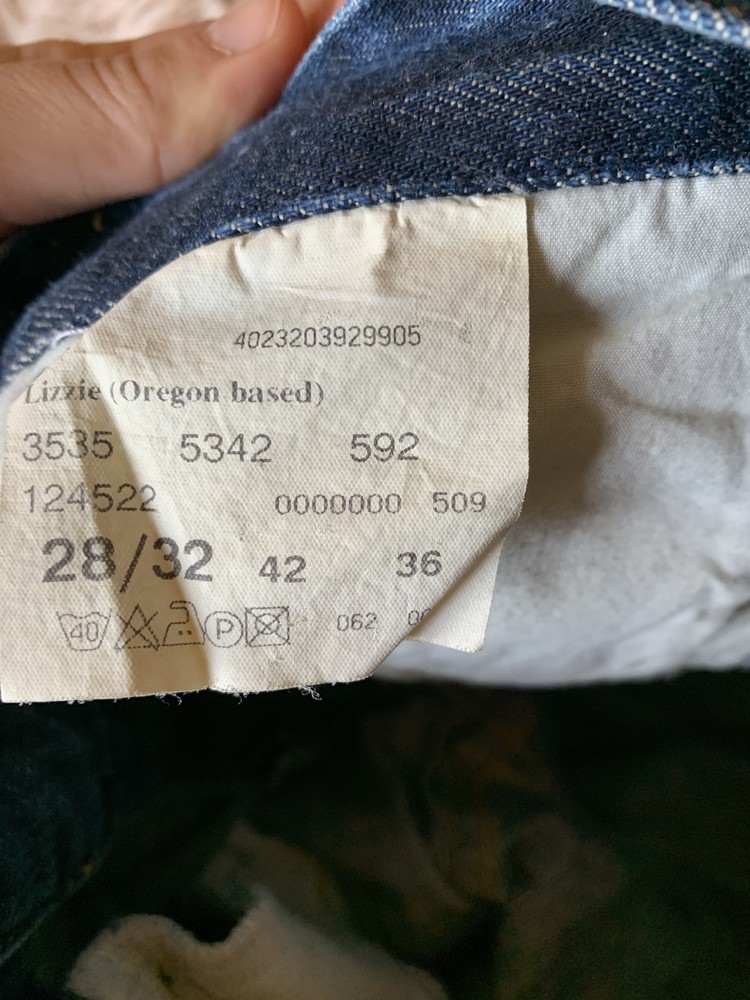 4023203929905
Lizzie (Oregon based)
3535 5342 592
124522 0000000 509
28/32 42 36
40 P 062